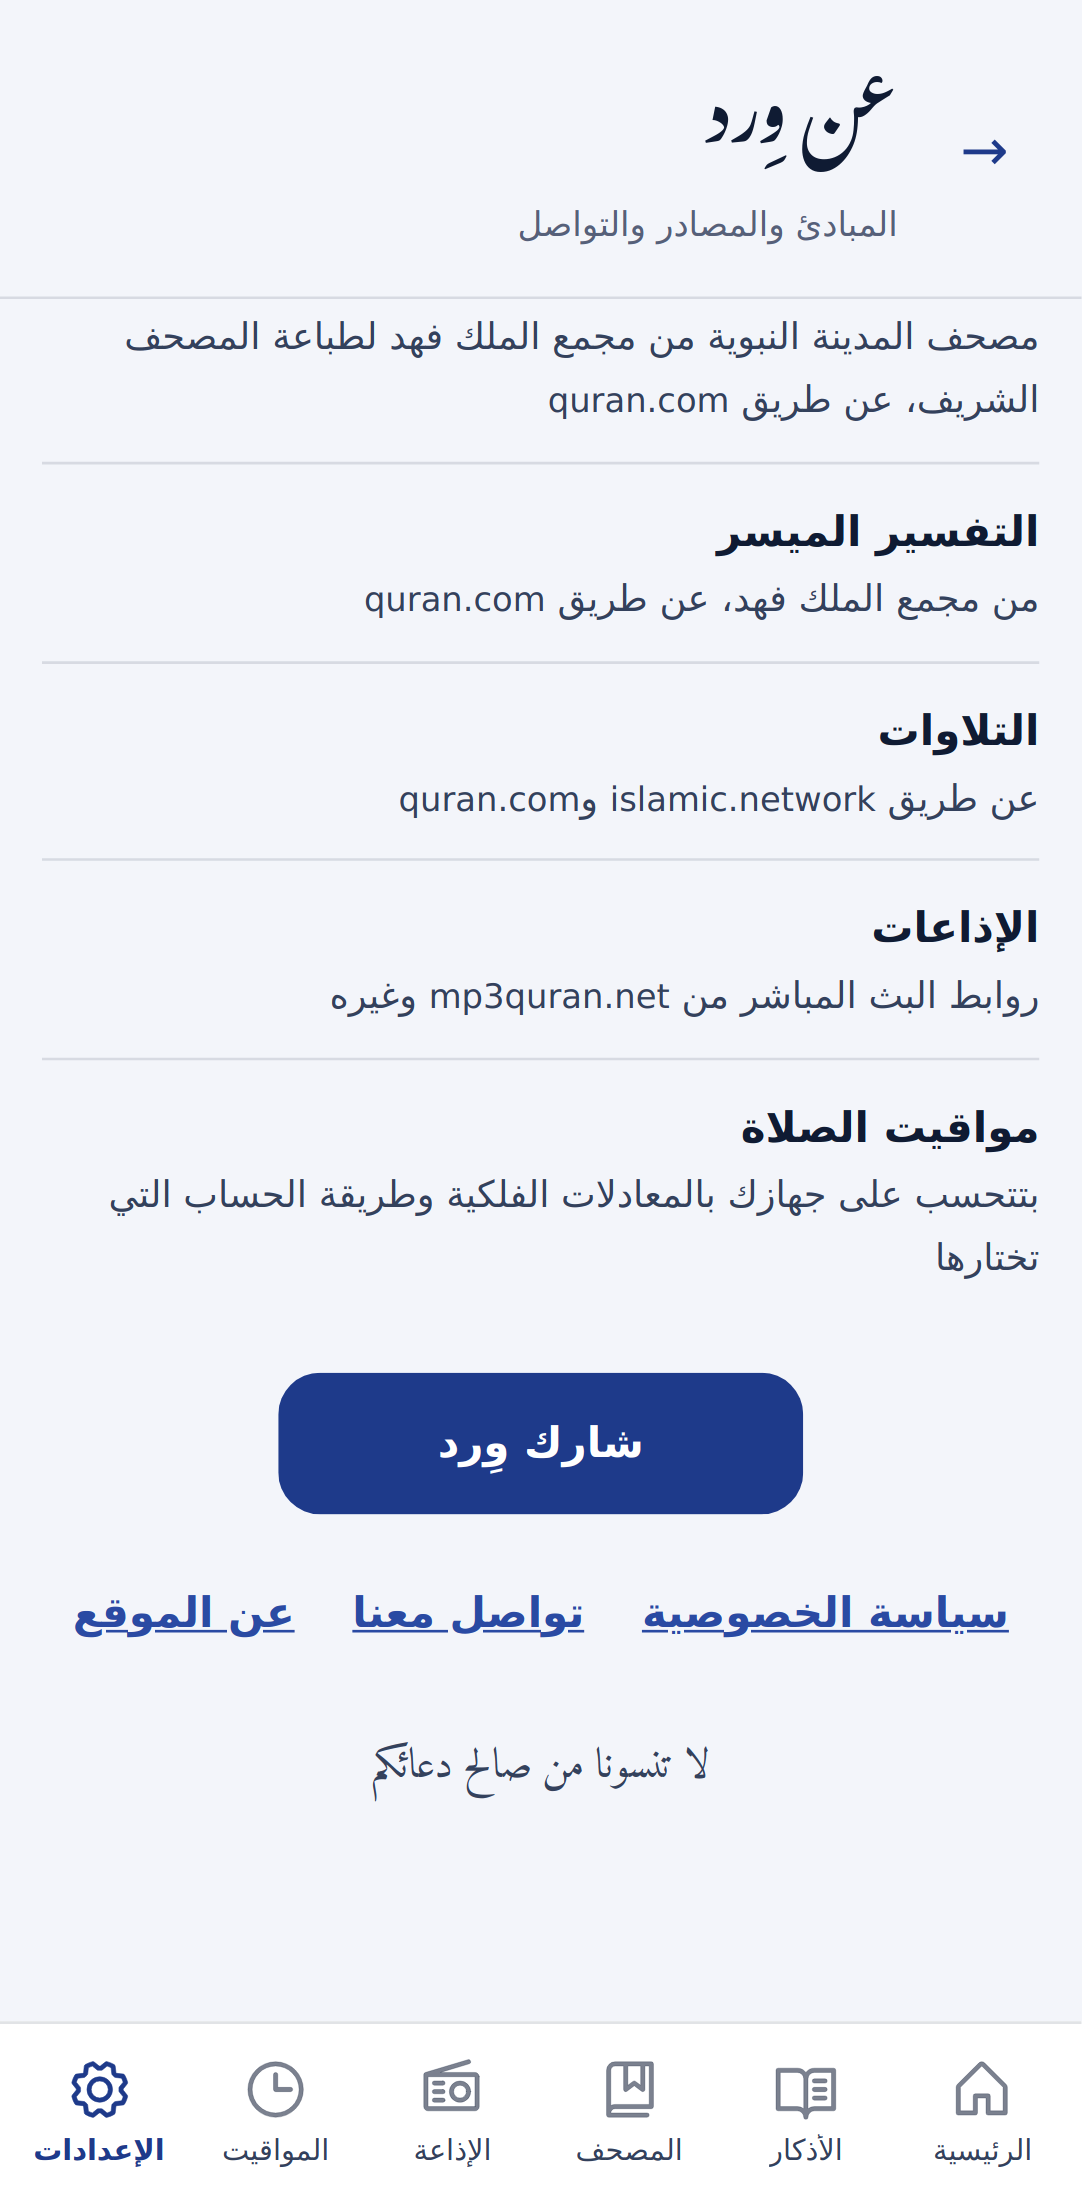 عن وِرد
المبادئ والمصادر والتواصل
مصحف المدينة النبوية من مجمع الملك فهد لطباعة المصحف
الشريف، عن طريق quran.com
التفسير الميسر
من مجمع الملك فهد، عن طريق quran.com
التلاوات
عن طريق islamic.network وquran.com
الإذاعات
روابط البث المباشر من mp3quran.net وغيره
مواقيت الصلاة
بتتحسب على جهازك بالمعادلات الفلكية وطريقة الحساب التي
تختارها
شارك وِرد
سياسة الخصوصية تواصل معنا عن الموقع
لا تنسونا من صالح دعائكم
الرئيسية الأذكار المصحف الإذاعة المواقيت الإعدادات